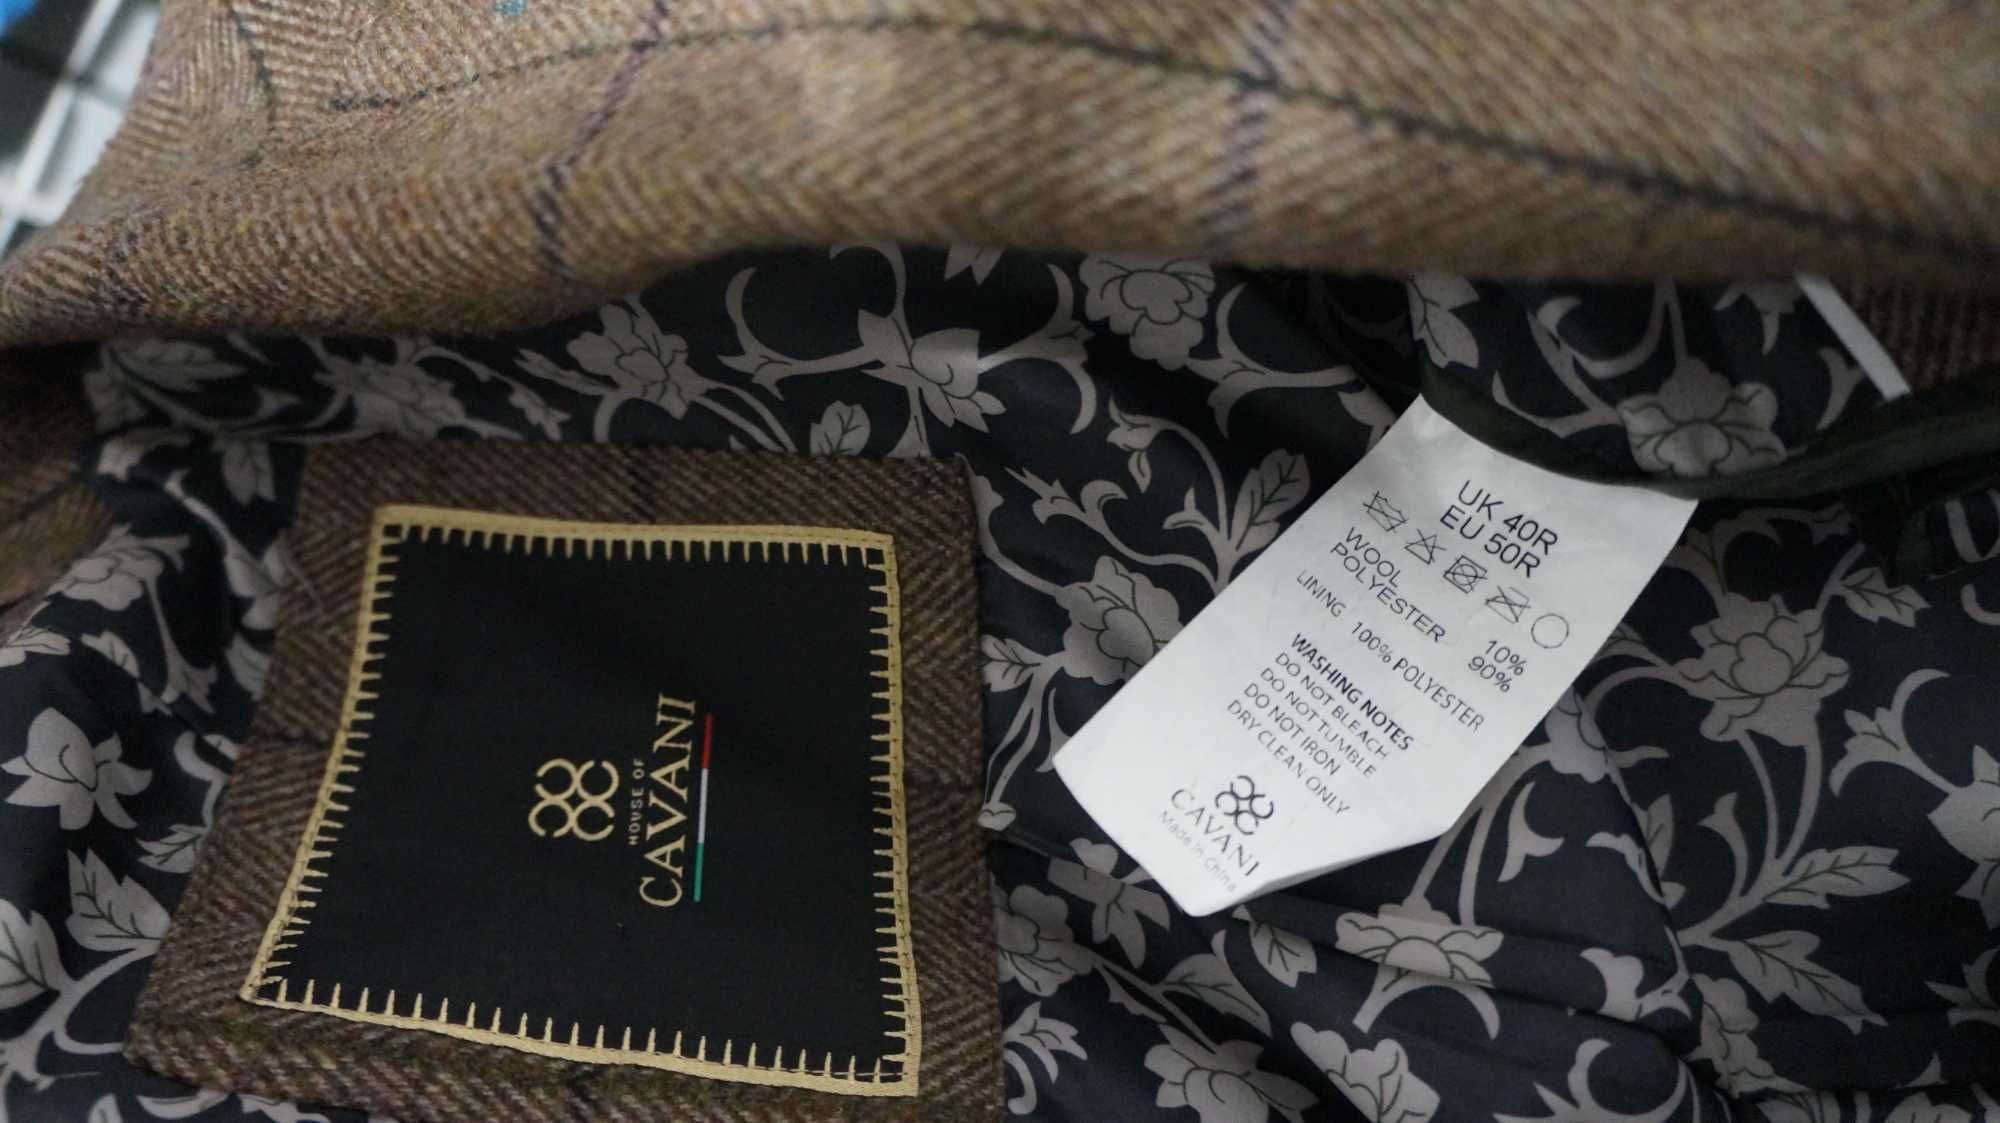 HOUSE OF
CAVANI
UK 40R
EU 50R
WOOL 10%
POLYESTER 90%
LINING 100% POLYESTER
WASHING NOTES
DO NOT BLEACH
DO NOT TUMBLE
DO NOT IRON
DRY CLEAN ONLY
CAVANI
Made in China